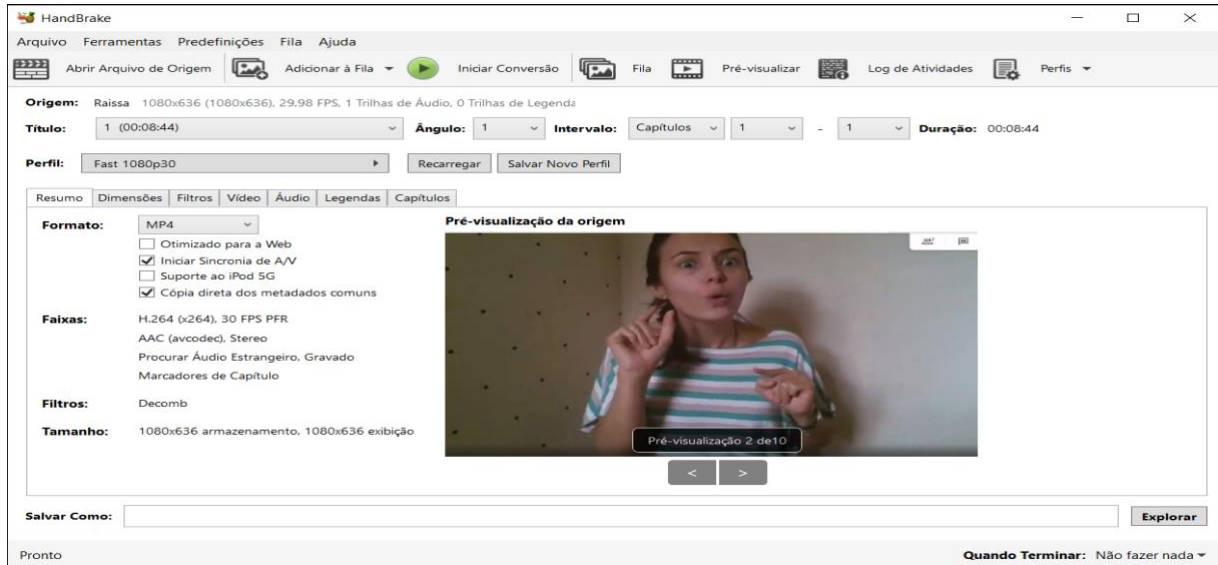 HandBrake
Arquivo Ferramentas Predefinições Fila Ajuda
Abrir Arquivo de Origem Adicionar à Fila Iniciar Conversão Fila Pré-visualizar Log de Atividades Perfis
Origem: Raissa 1080x636 (1080x636), 29.98 FPS, 1 Trilhas de Áudio, 0 Trilhas de Legenda
Título: 1 (00:08:44) Ângulo: 1 Intervalo: Capítulos 1 - 1 Duração: 00:08:44
Perfil: Fast 1080p30 Recarregar Salvar Novo Perfil
Resumo Dimensões Filtros Vídeo Áudio Legendas Capítulos
Formato: MP4
Otimizado para a Web
Iniciar Sincronia de A/V
Suporte ao iPod 5G
Cópia direta dos metadados comuns
Faixas: H.264 (x264), 30 FPS PFR
AAC (avcodec), Stereo
Procurar Áudio Estrangeiro, Gravado
Marcadores de Capítulo
Filtros: Decomb
Tamanho: 1080x636 armazenamento, 1080x636 exibição
Pré-visualização da origem
Pré-visualização 2 de10
< >
Salvar Como: Explorar
Pronto Quando Terminar: Não fazer nada